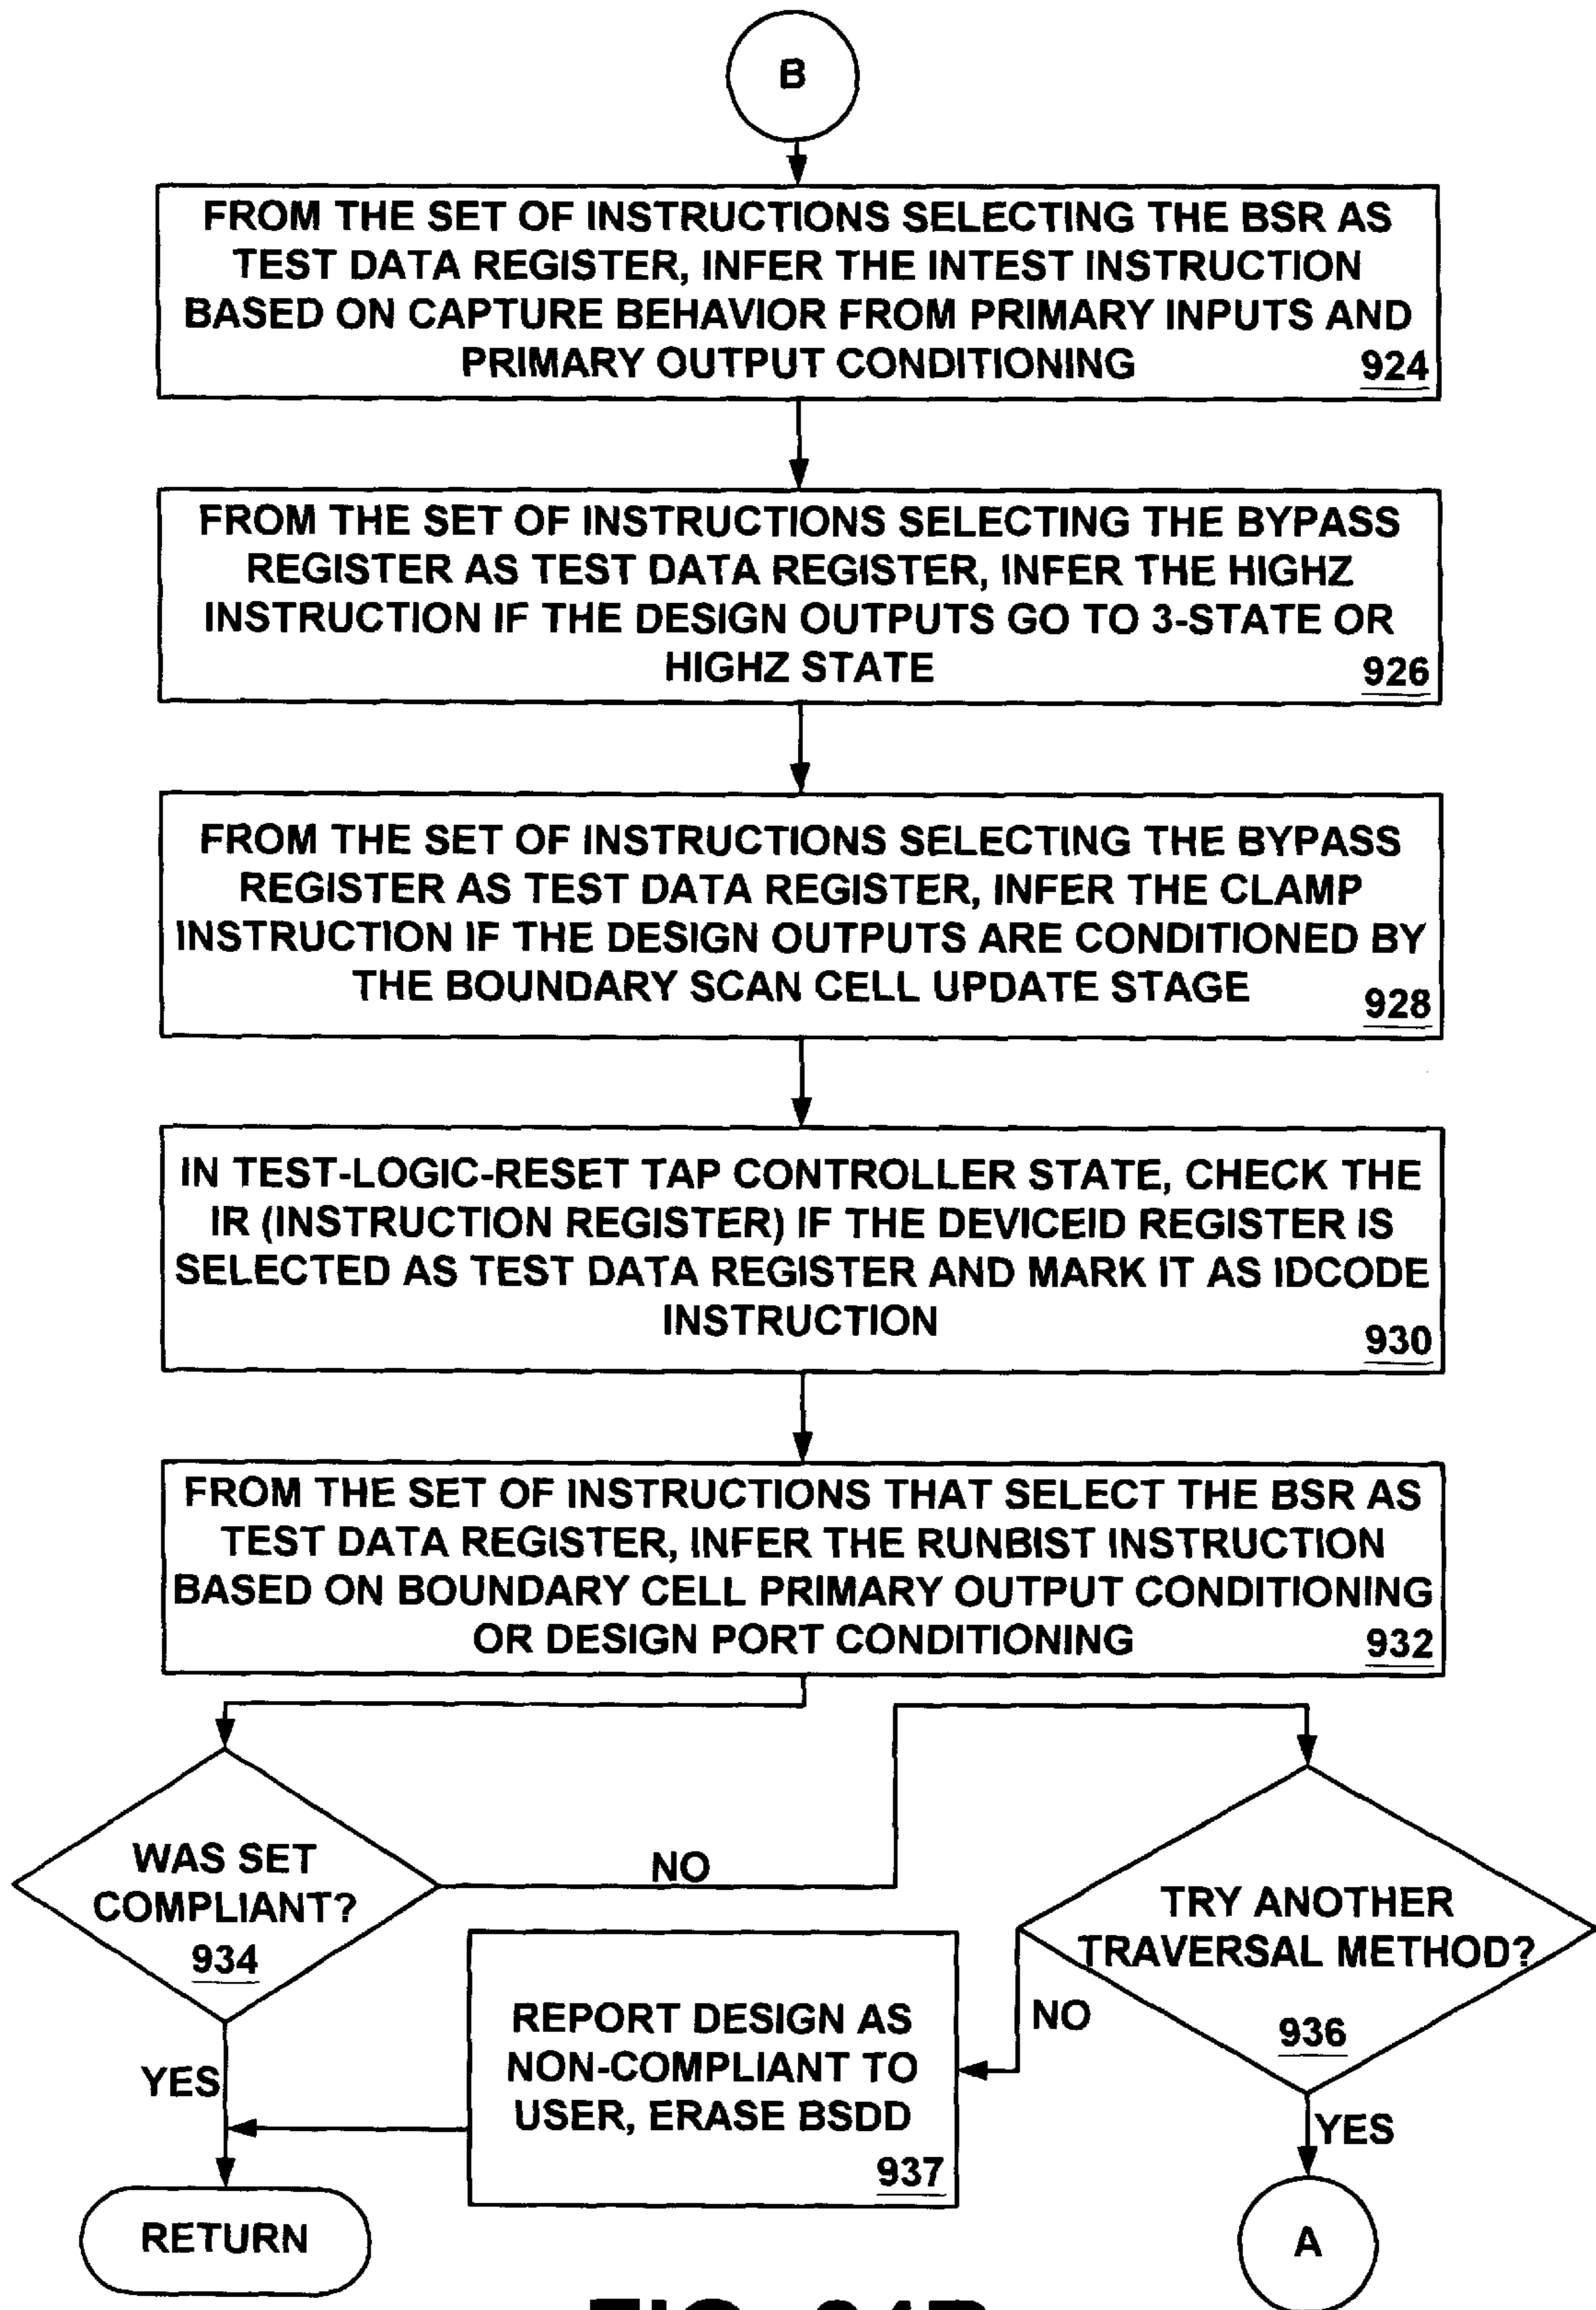 B
FROM THE SET OF INSTRUCTIONS SELECTING THE BSR AS
TEST DATA REGISTER, INFER THE INTEST INSTRUCTION
BASED ON CAPTURE BEHAVIOR FROM PRIMARY INPUTS AND
PRIMARY OUTPUT CONDITIONING
924
FROM THE SET OF INSTRUCTIONS SELECTING THE BYPASS
REGISTER AS TEST DATA REGISTER, INFER THE HIGHZ
INSTRUCTION IF THE DESIGN OUTPUTS GO TO 3-STATE OR
HIGHZ STATE
926
FROM THE SET OF INSTRUCTIONS SELECTING THE BYPASS
REGISTER AS TEST DATA REGISTER, INFER THE CLAMP
INSTRUCTION IF THE DESIGN OUTPUTS ARE CONDITIONED BY
THE BOUNDARY SCAN CELL UPDATE STAGE
928
IN TEST-LOGIC-RESET TAP CONTROLLER STATE, CHECK THE
IR (INSTRUCTION REGISTER) IF THE DEVICEID REGISTER IS
SELECTED AS TEST DATA REGISTER AND MARK IT AS IDCODE
INSTRUCTION
930
FROM THE SET OF INSTRUCTIONS THAT SELECT THE BSR AS
TEST DATA REGISTER, INFER THE RUNBIST INSTRUCTION
BASED ON BOUNDARY CELL PRIMARY OUTPUT CONDITIONING
OR DESIGN PORT CONDITIONING
932
WAS SET
COMPLIANT?
934
NO
TRY ANOTHER
TRAVERSAL METHOD?
936
NO
REPORT DESIGN AS
NON-COMPLIANT TO
USER, ERASE BSDD
937
YES
YES
RETURN
A